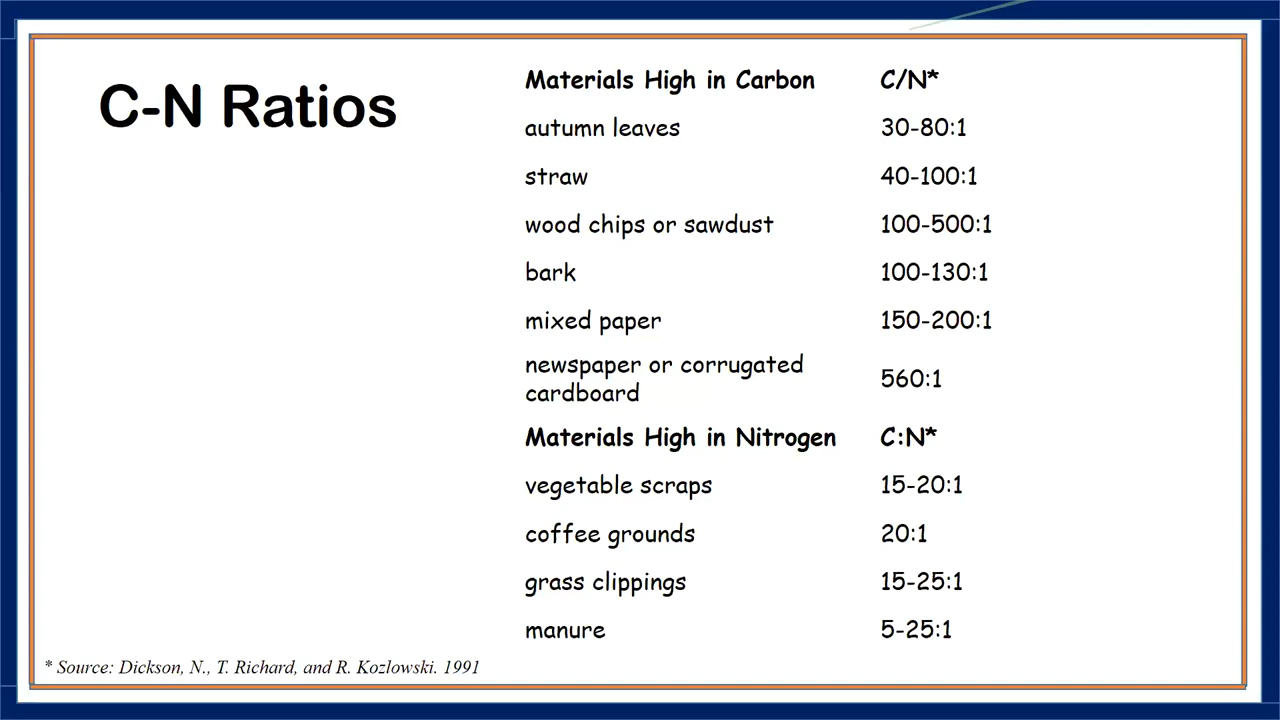 C-N Ratios
Materials High in Carbon C/N*
autumn leaves 30-80:1
straw 40-100:1
wood chips or sawdust 100-500:1
bark 100-130:1
mixed paper 150-200:1
newspaper or corrugated
cardboard 560:1
Materials High in Nitrogen C:N*
vegetable scraps 15-20:1
coffee grounds 20:1
grass clippings 15-25:1
manure 5-25:1
* Source: Dickson, N., T. Richard, and R. Kozlowski. 1991